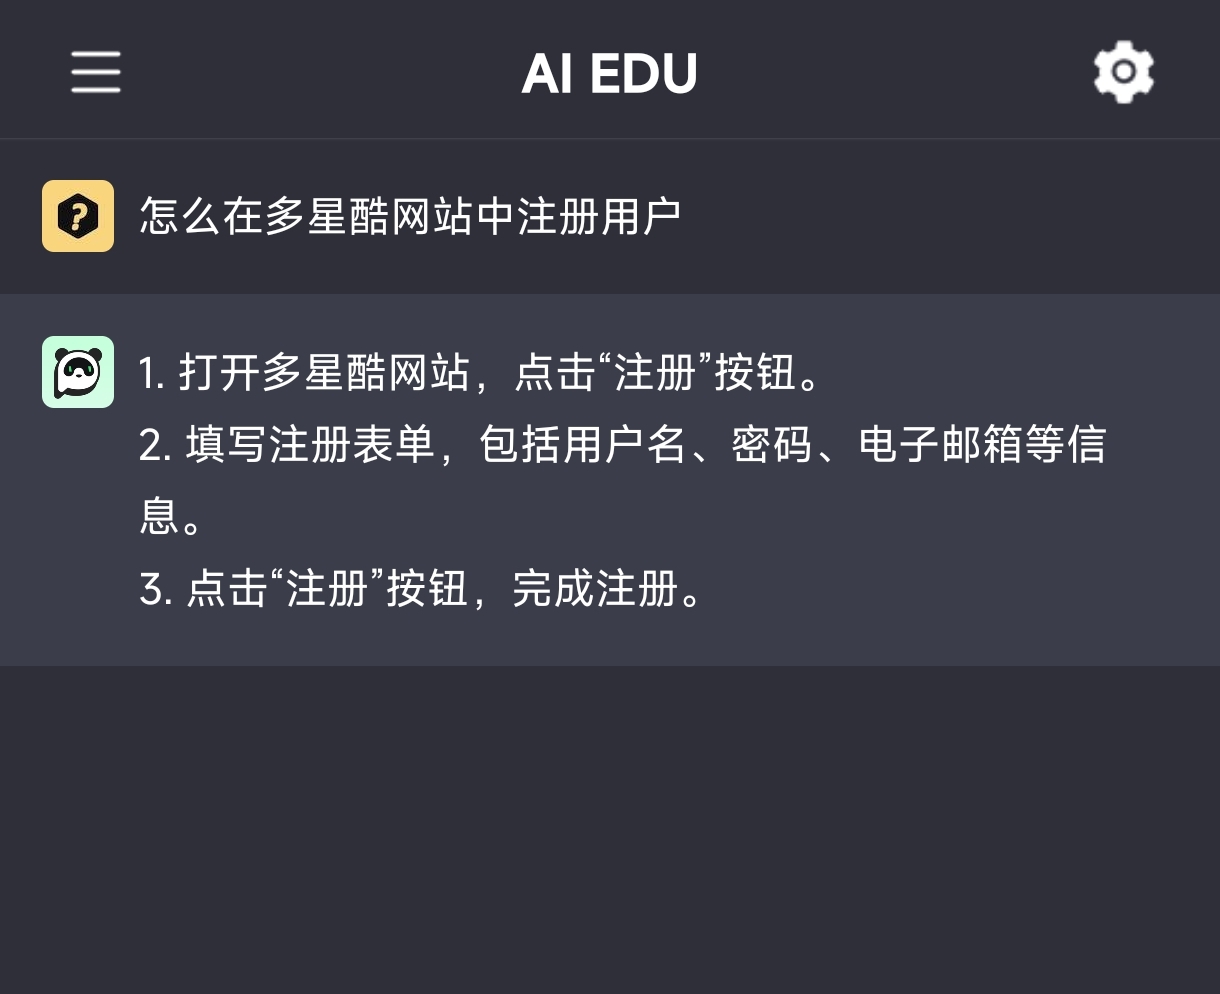 AI EDU
怎么在多星酷网站中注册用户
1. 打开多星酷网站，点击“注册”按钮。
2. 填写注册表单，包括用户名、密码、电子邮箱等信
息。
3. 点击“注册”按钮，完成注册。